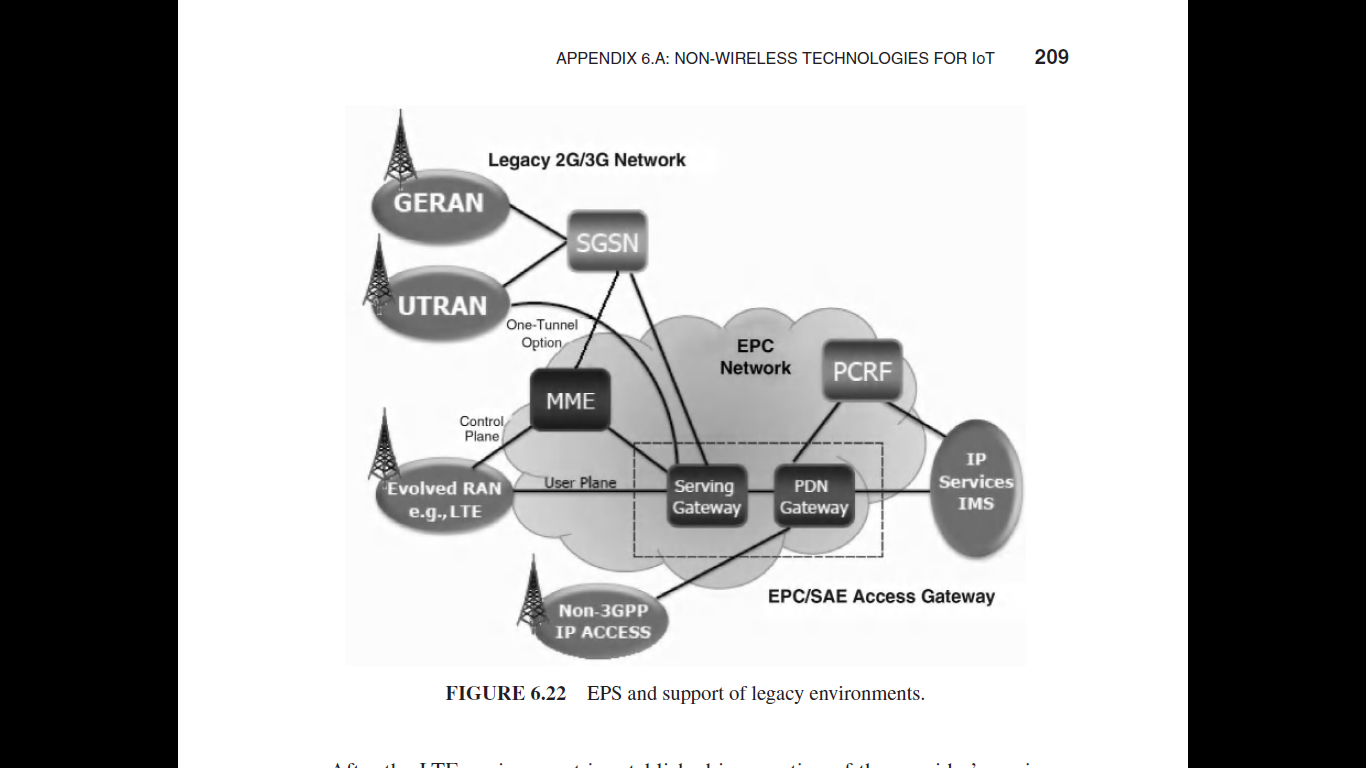 APPENDIX 6.A: NON-WIRELESS TECHNOLOGIES FOR IoT 209
Legacy 2G/3G Network
GERAN
SGSN
UTRAN
One-Tunnel
Option
EPC
Network
PCRF
MME
Control
Plane
IP
Services
IMS
Evolved RAN
e.g., LTE
User Plane
Serving
Gateway
PDN
Gateway
EPC/SAE Access Gateway
Non-3GPP
IP ACCESS
FIGURE 6.22 EPS and support of legacy environments.